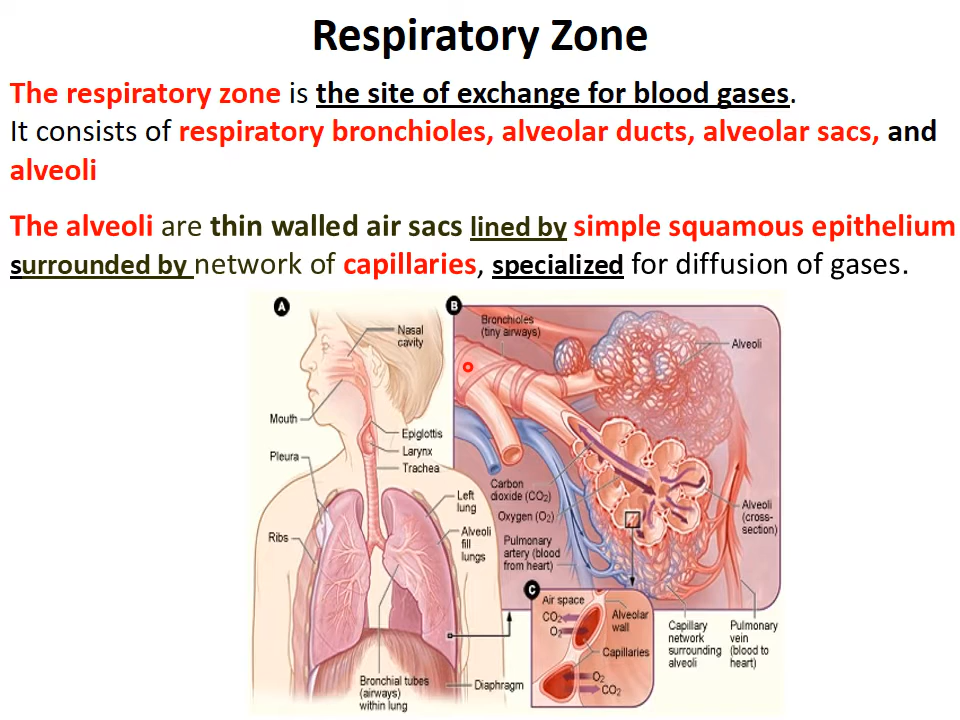 Respiratory Zone
The respiratory zone is the site of exchange for blood gases.
It consists of respiratory bronchioles, alveolar ducts, alveolar sacs, and
alveoli
The alveoli are thin walled air sacs lined by simple squamous epithelium
surrounded by network of capillaries, specialized for diffusion of gases.
A
Nasal
cavity
Mouth
Epiglottis
Larynx
Trachea
Pleura
Left
lung
Ribs
Alveoli
fill
lungs
Bronchial tubes
(airways)
within lung
Diaphragm
B
Bronchioles
(tiny airways)
Alveoli
Carbon
dioxide (CO2)
Oxygen (O2)
Pulmonary
artery (blood
from heart)
Alveoli
(cross-
section)
Capillary
network
surrounding
alveoli
Pulmonary
vein
(blood to
heart)
C
Air space
CO2
O2
Alveolar
wall
Capillaries
O2
CO2